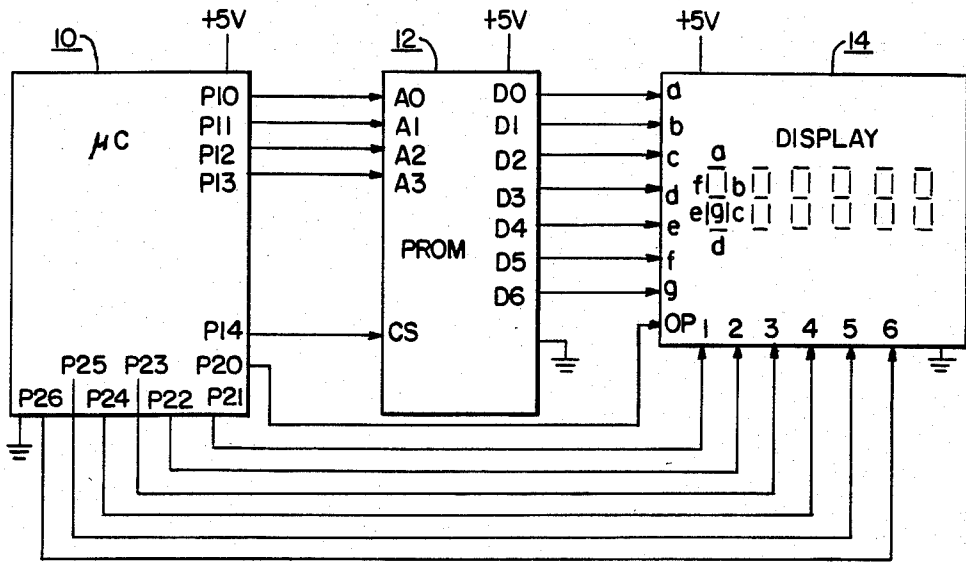 +5V +5V +5V
10 12 14
μC
P10 A0 D0 a
P11 A1 D1 b
P12 A2 D2 c
P13 A3 D3 d
D4 e
D5 f
D6 g
DISPLAY
a
f b
e g c
d
PROM
P14 CS OP 1 2 3 4 5 6
P25 P23 P20
P26 P24 P22 P21